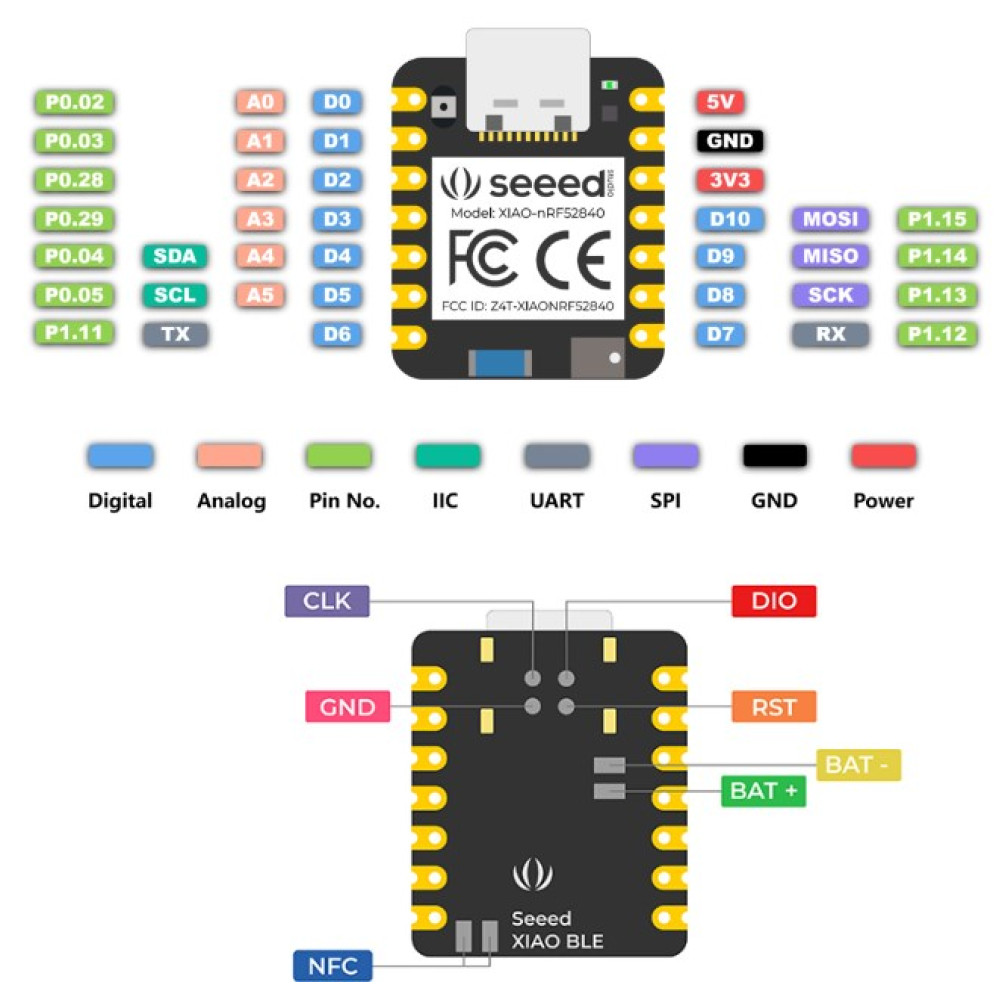 P0.02 A0 D0 5V
P0.03 A1 D1 GND
P0.28 A2 D2 3V3
P0.29 A3 D3 D10 MOSI P1.15
P0.04 SDA A4 D4 D9 MISO P1.14
P0.05 SCL A5 D5 D8 SCK P1.13
P1.11 TX D6 D7 RX P1.12
seeed studio
Model: XIAO-nRF52840
FC CE
FCC ID: Z4T-XIAONRF52840
Digital Analog Pin No. IIC UART SPI GND Power
CLK DIO
GND RST
BAT -
BAT +
Seeed
XIAO BLE
NFC